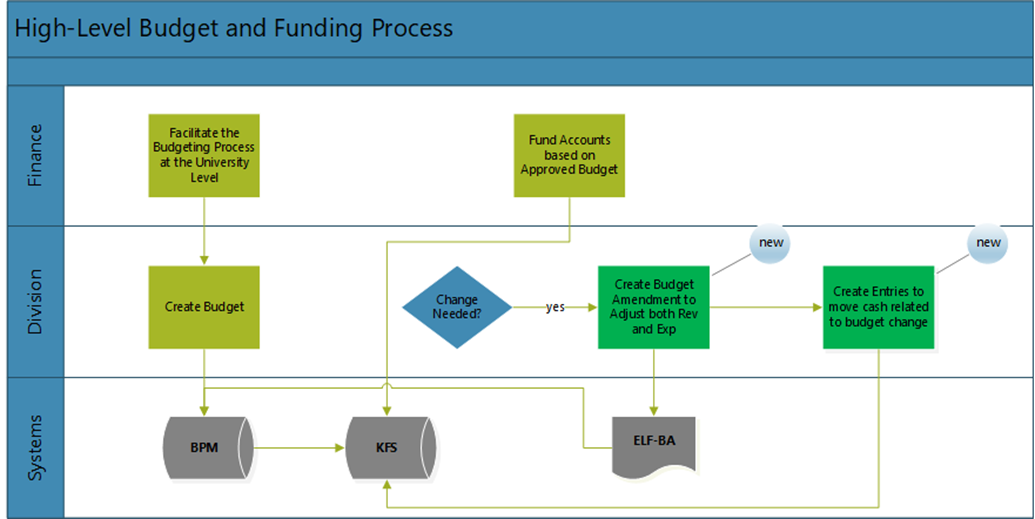 High-Level Budget and Funding Process
Finance
Facilitate the
Budgeting Process
at the University
Level
Fund Accounts
based on
Approved Budget
Division
Create Budget
Change
Needed?
yes
Create Budget
Amendment to
Adjust both Rev
and Exp
new
Create Entries to
move cash related
to budget change
new
Systems
BPM
KFS
ELF-BA